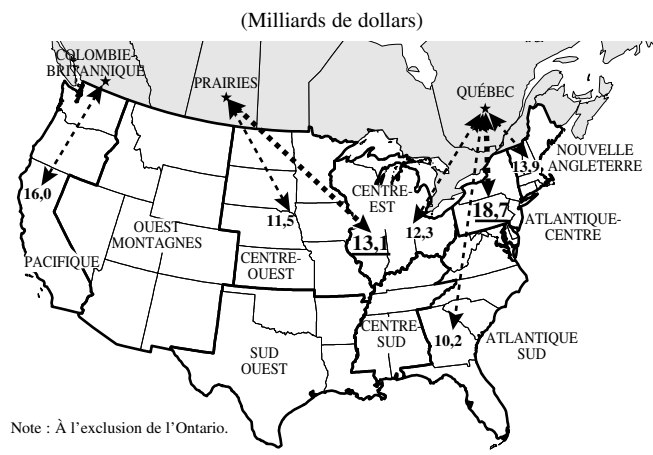 (Milliards de dollars)
COLOMBIE-
BRITANNIQUE
PRAIRIES
QUÉBEC
NOUVELLE
ANGLETERRE
13,9
16,0
CENTRE-
EST
11,5
18,7
12,3
13,1
ATLANTIQUE-
CENTRE
OUEST
MONTAGNES
PACIFIQUE
CENTRE-
OUEST
CENTRE-
SUD
10,2
ATLANTIQUE
SUD
SUD
OUEST
Note : À l’exclusion de l’Ontario.